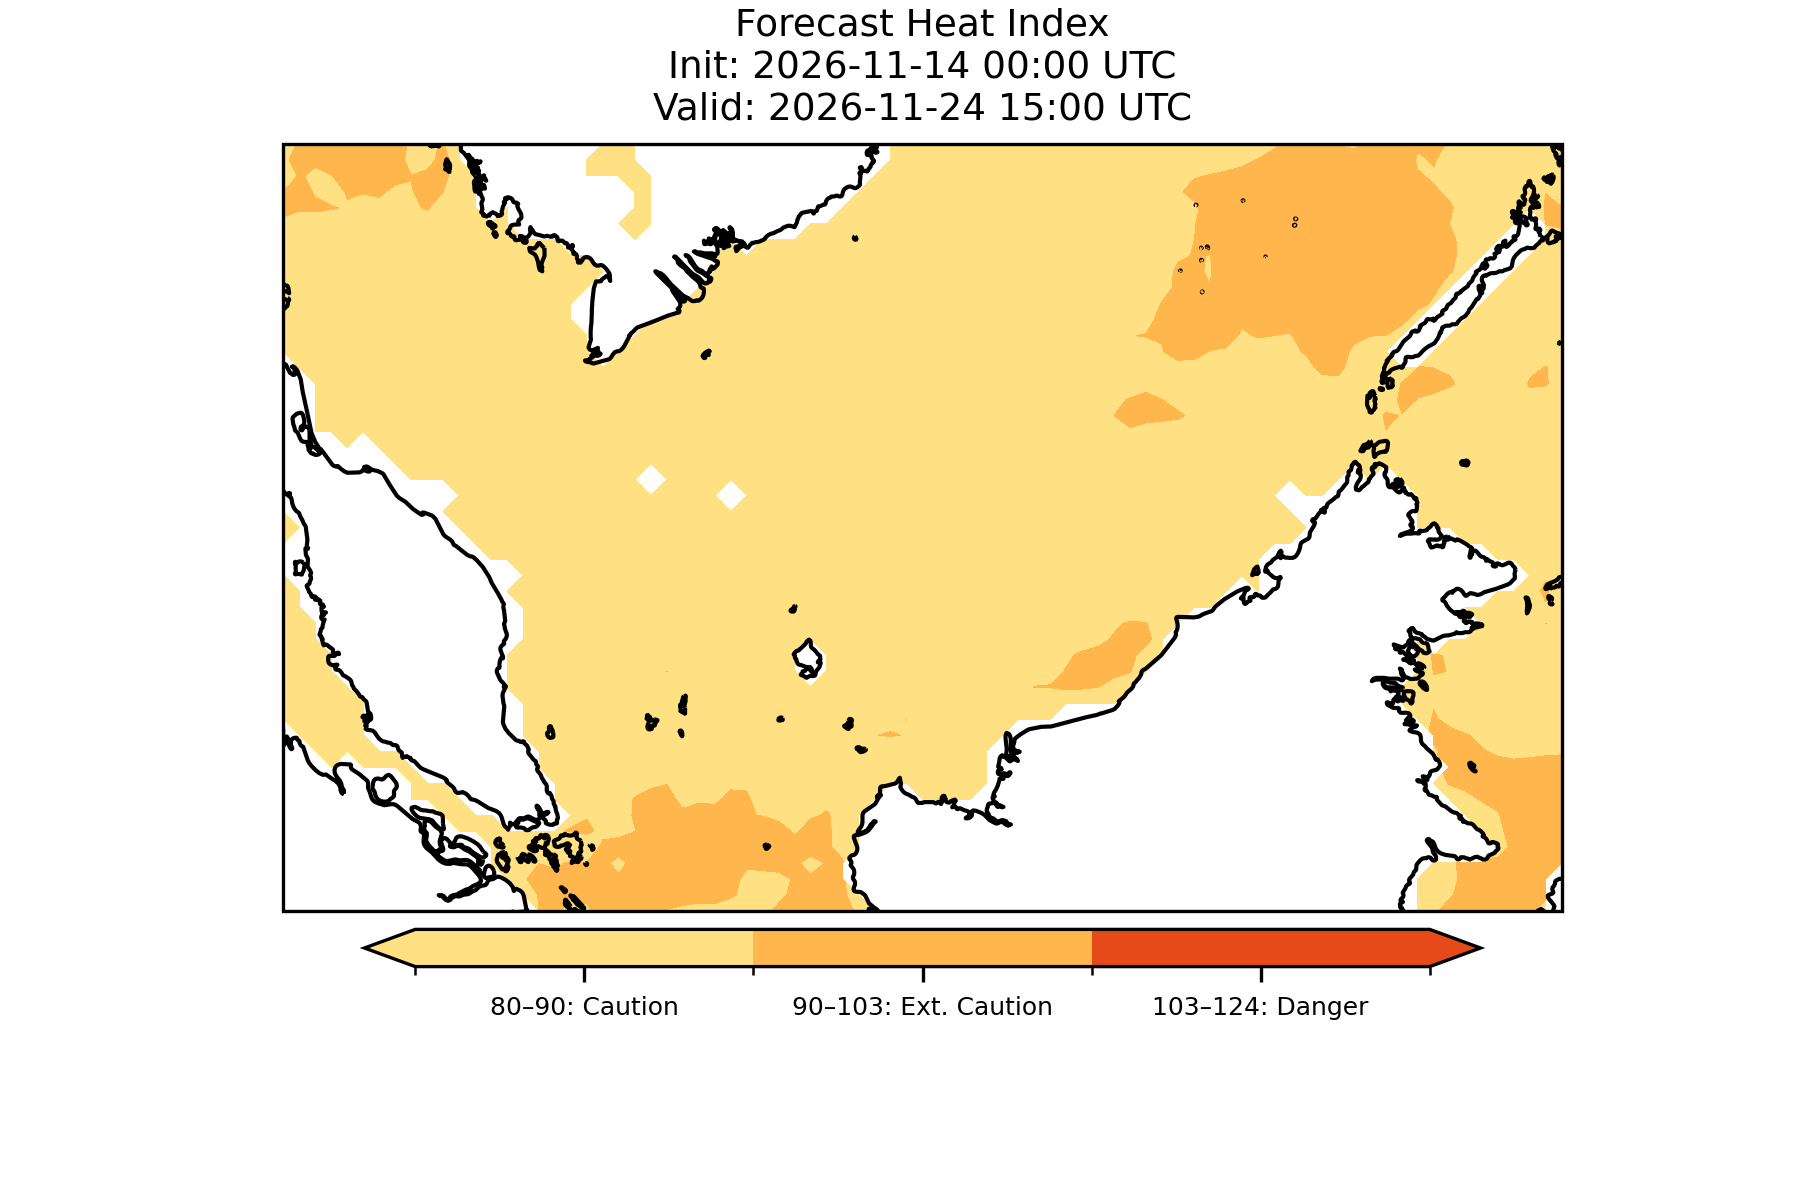 Forecast Heat Index
Init: 2026-11-14 00:00 UTC
Valid: 2026-11-24 15:00 UTC
80–90: Caution
90–103: Ext. Caution
103–124: Danger